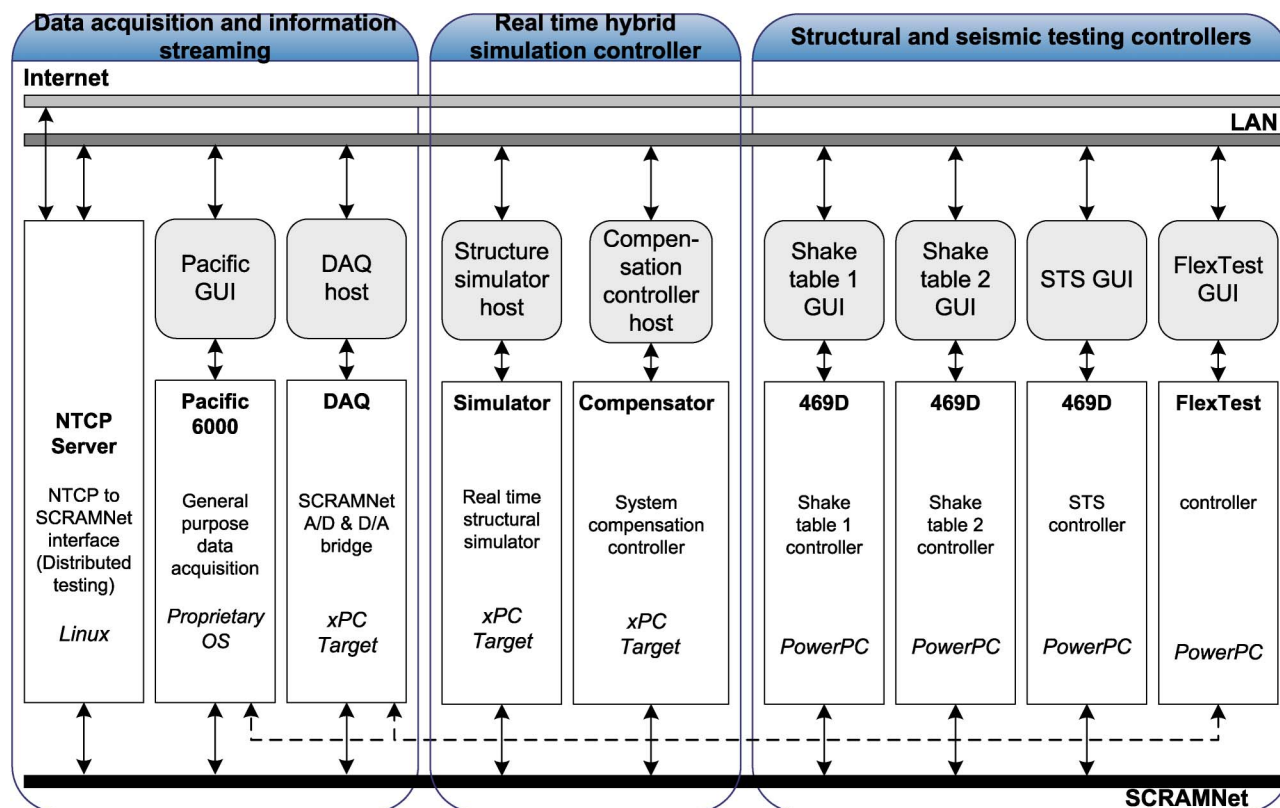 Data acquisition and information
streaming
Real time hybrid
simulation controller
Structural and seismic testing controllers
Internet
LAN
NTCP
Server
NTCP to
SCRAMNet
interface
(Distributed
testing)
Linux
Pacific
GUI
Pacific
6000
General
purpose
data
acquisition
Proprietary
OS
DAQ
host
DAQ
SCRAMNet
A/D & D/A
bridge
xPC
Target
Structure
simulator
host
Simulator
Real time
structural
simulator
xPC
Target
Compen-
sation
controller
host
Compensator
System
compensation
controller
xPC
Target
Shake
table 1
GUI
469D
Shake
table 1
controller
PowerPC
Shake
table 2
GUI
469D
Shake
table 2
controller
PowerPC
STS GUI
469D
STS
controller
PowerPC
FlexTest
GUI
FlexTest
controller
PowerPC
SCRAMNet